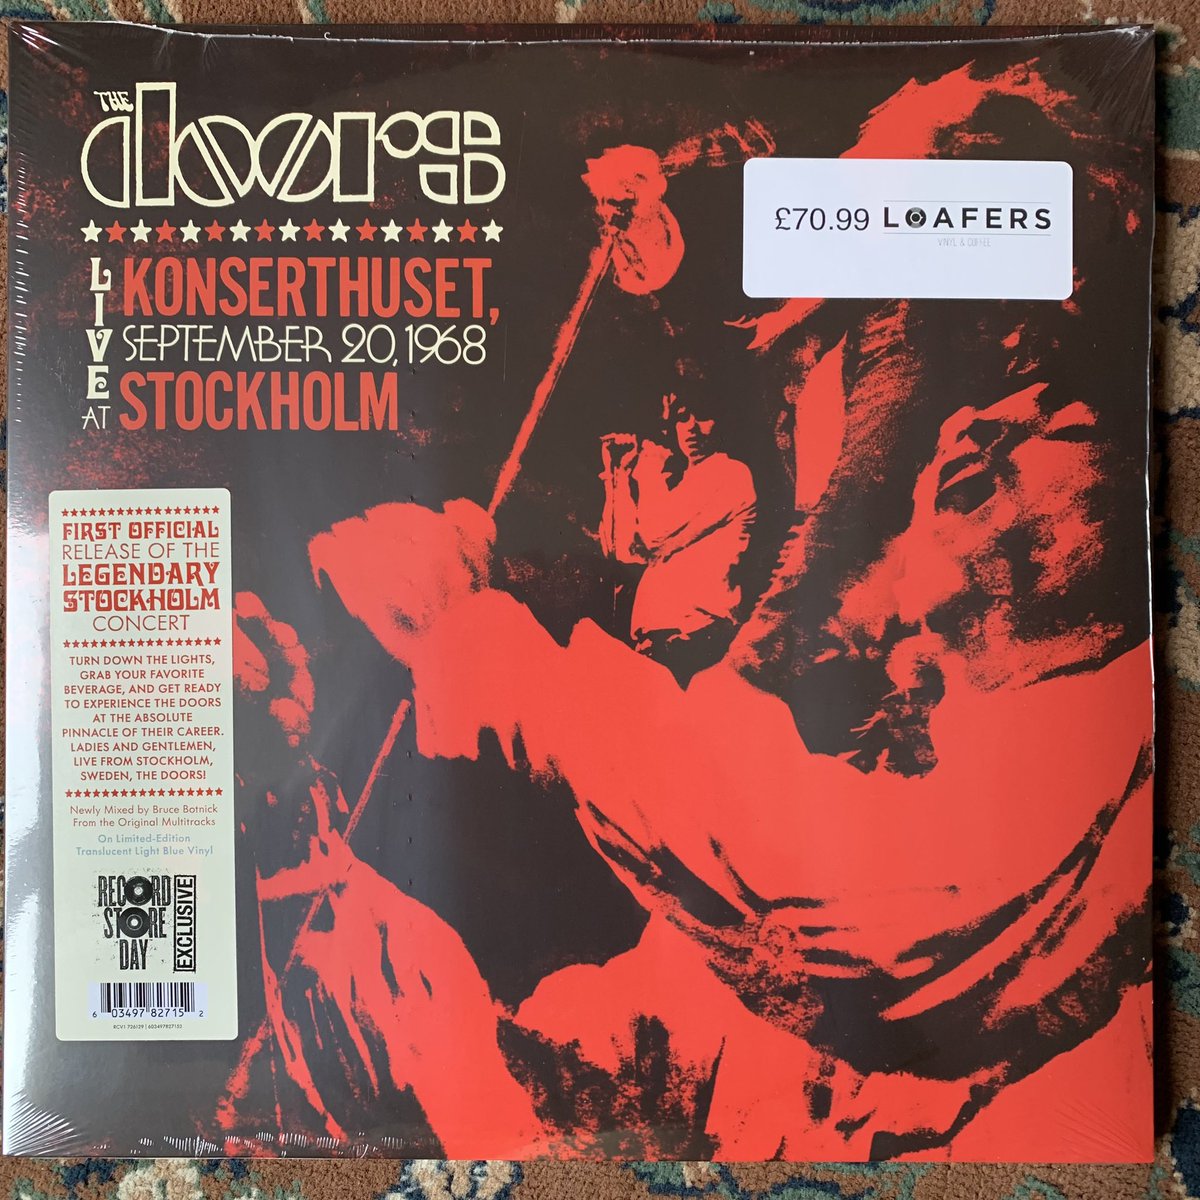 THE
doors
LIVE AT
KONSERTHUSET,
SEPTEMBER 20, 1968
STOCKHOLM
£70.99 LOAFERS
VINYL & COFFEE
FIRST OFFICIAL
RELEASE OF THE
LEGENDARY
STOCKHOLM
CONCERT
TURN DOWN THE LIGHTS,
GRAB YOUR FAVORITE
BEVERAGE, AND GET READY
TO EXPERIENCE THE DOORS
AT THE ABSOLUTE
PINNACLE OF THEIR CAREER.
LADIES AND GENTLEMEN,
LIVE FROM STOCKHOLM,
SWEDEN, THE DOORS!
Newly Mixed by Bruce Botnick
From the Original Multitracks
On Limited-Edition
Translucent Light Blue Vinyl
RECORD
STORE
DAY
EXCLUSIVE
6 03497 82715 2
RCV1 726129 | 603497827152